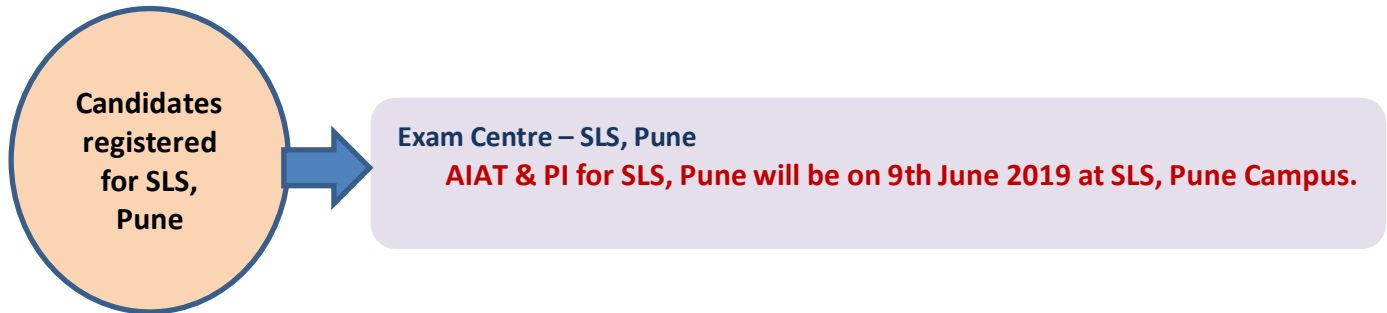 Candidates
registered
for SLS,
Pune
Exam Centre – SLS, Pune
AIAT & PI for SLS, Pune will be on 9th June 2019 at SLS, Pune Campus.